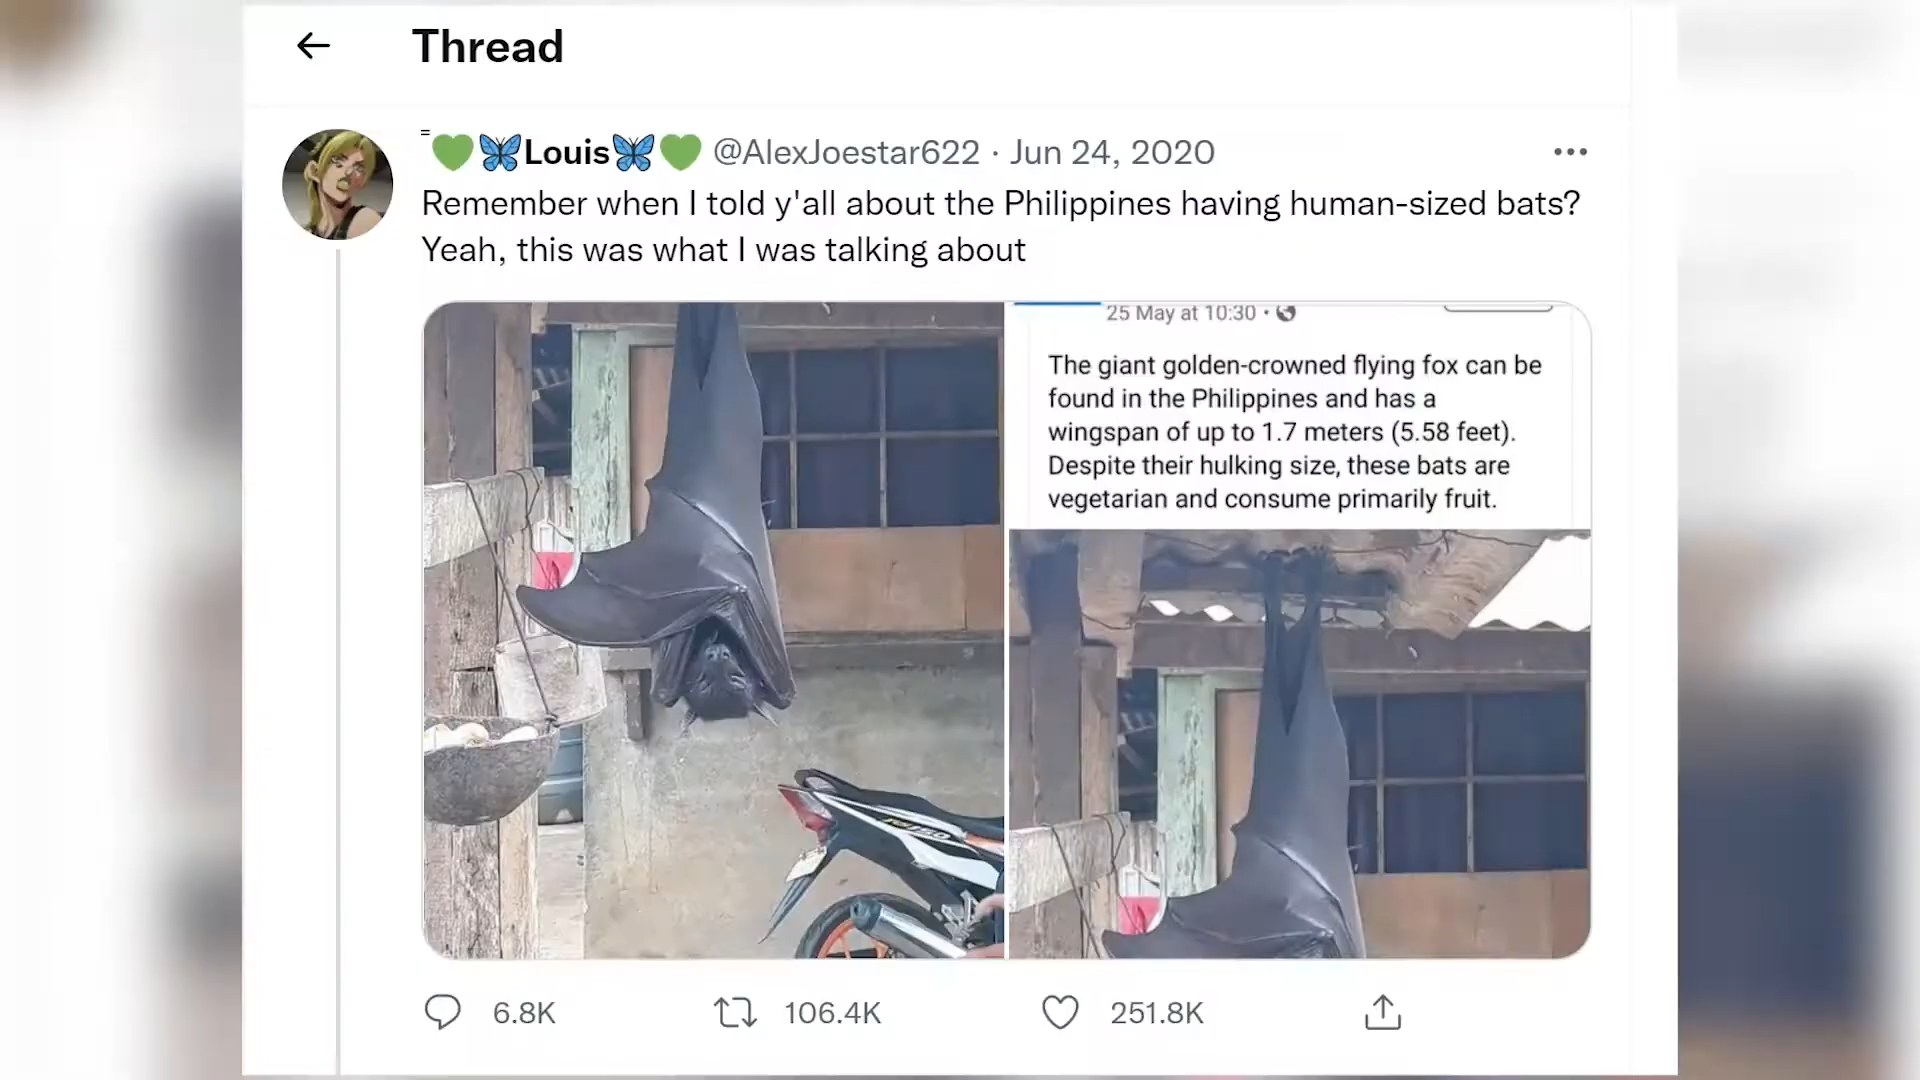 Thread
Louis @AlexJoestar622 · Jun 24, 2020
Remember when I told y'all about the Philippines having human-sized bats?
Yeah, this was what I was talking about
25 May at 10:30 ·
The giant golden-crowned flying fox can be
found in the Philippines and has a
wingspan of up to 1.7 meters (5.58 feet).
Despite their hulking size, these bats are
vegetarian and consume primarily fruit.
6.8K 106.4K 251.8K